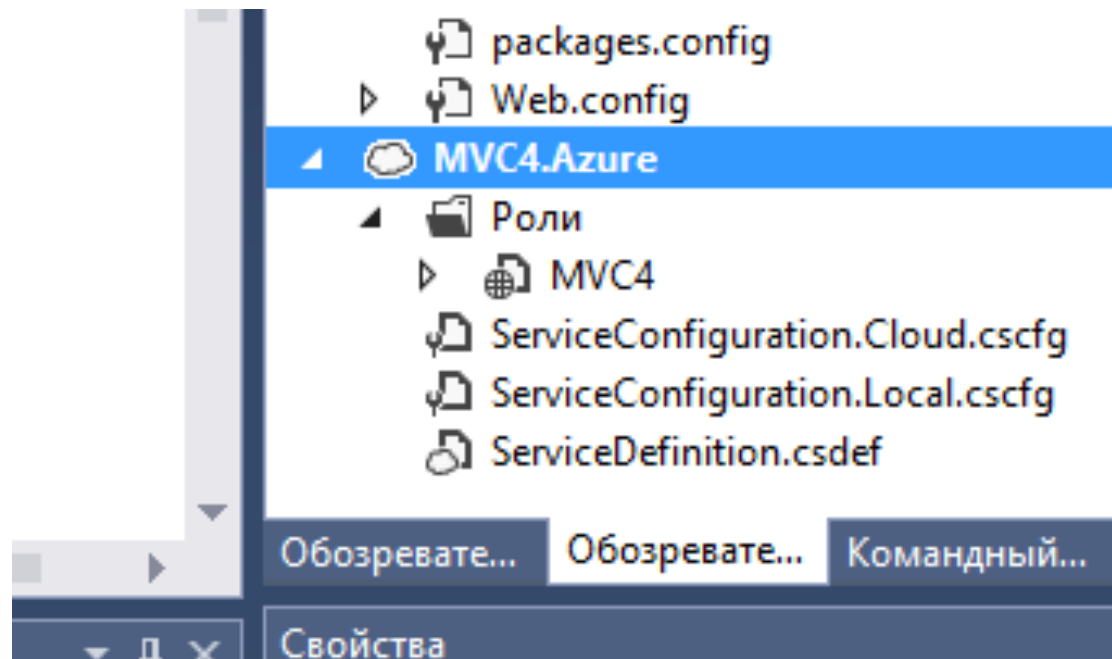 packages.config
Web.config
MVC4.Azure
Роли
MVC4
ServiceConfiguration.Cloud.cscfg
ServiceConfiguration.Local.cscfg
ServiceDefinition.csdef
Обозревате... Обозревате... Командный...
Свойства